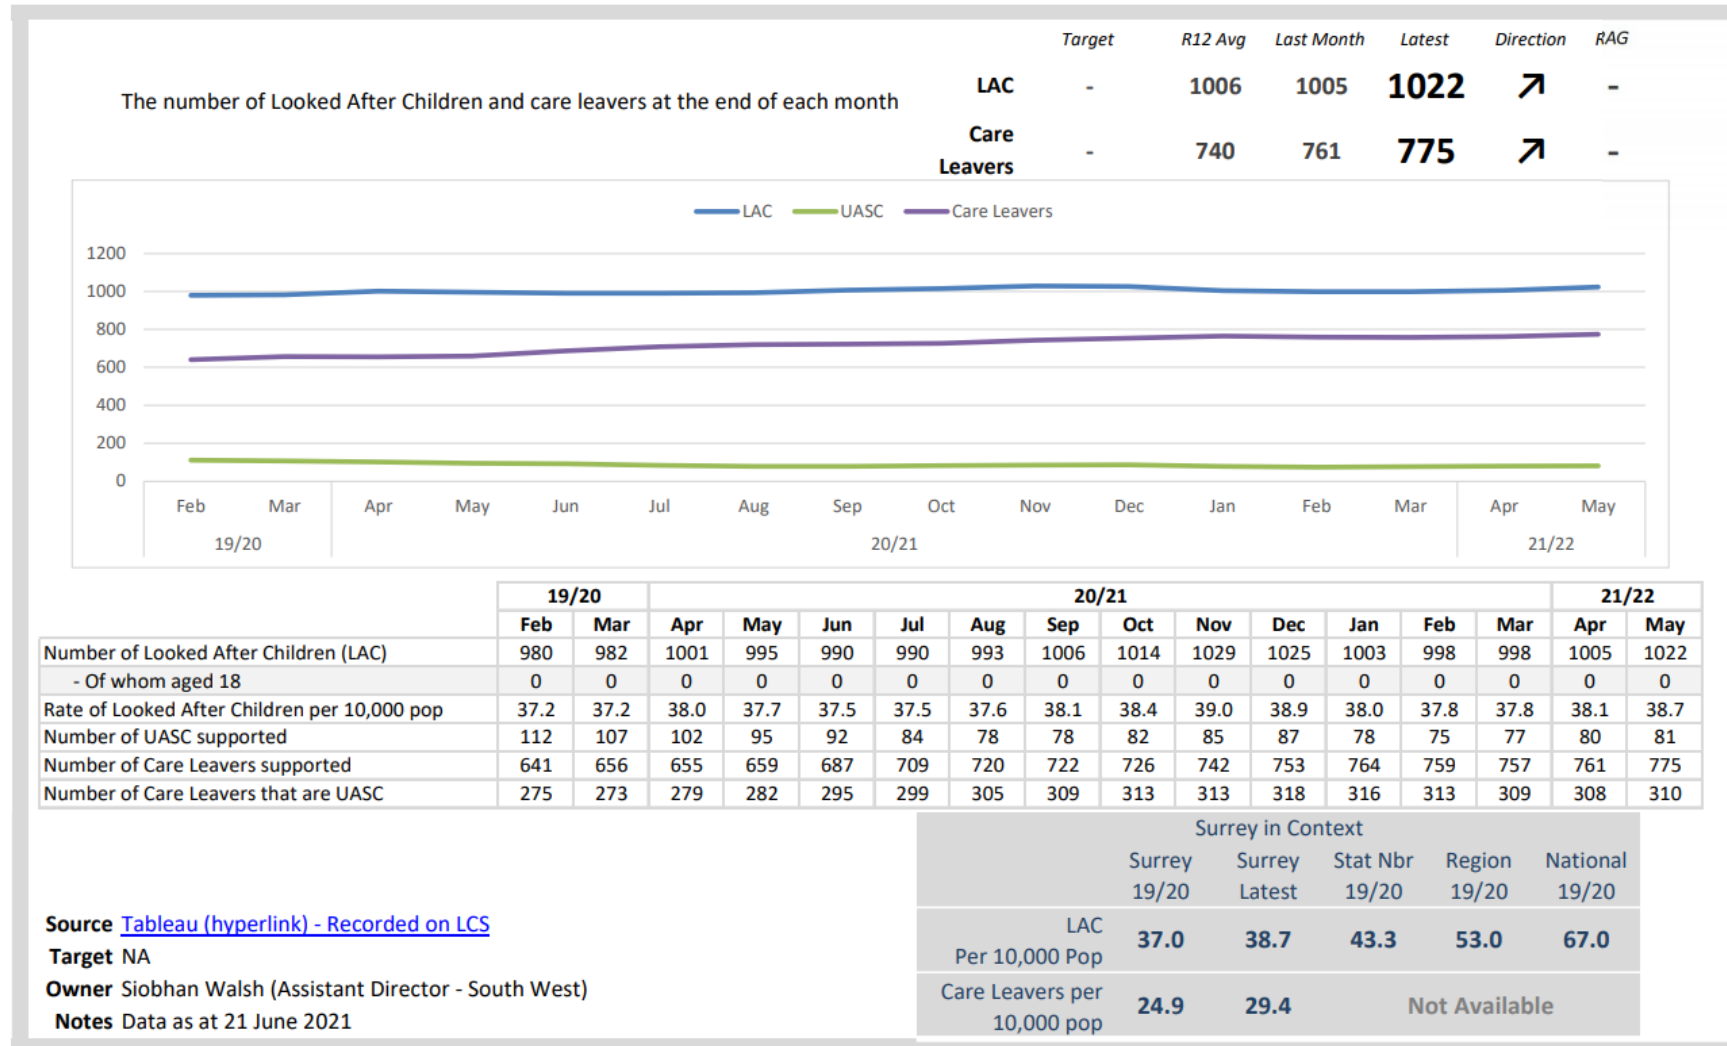 Target R12 Avg Last Month Latest Direction RAG
The number of Looked After Children and care leavers at the end of each month
LAC - 1006 1005 1022 ↗ -
Care
Leavers - 740 761 775 ↗ -
LAC UASC Care Leavers
1200
1000
800
600
400
200
0
Feb Mar Apr May Jun Jul Aug Sep Oct Nov Dec Jan Feb Mar Apr May
19/20 20/21 21/22
19/20 20/21 21/22
Feb Mar Apr May Jun Jul Aug Sep Oct Nov Dec Jan Feb Mar Apr May
Number of Looked After Children (LAC) 980 982 1001 995 990 990 993 1006 1014 1029 1025 1003 998 998 1005 1022
- Of whom aged 18 0 0 0 0 0 0 0 0 0 0 0 0 0 0 0 0
Rate of Looked After Children per 10,000 pop 37.2 37.2 38.0 37.7 37.5 37.5 37.6 38.1 38.4 39.0 38.9 38.0 37.8 37.8 38.1 38.7
Number of UASC supported 112 107 102 95 92 84 78 78 82 85 87 78 75 77 80 81
Number of Care Leavers supported 641 656 655 659 687 709 720 722 726 742 753 764 759 757 761 775
Number of Care Leavers that are UASC 275 273 279 282 295 299 305 309 313 313 318 316 313 309 308 310
Surrey in Context
Surrey Surrey Stat Nbr Region National
19/20 Latest 19/20 19/20 19/20
LAC
Per 10,000 Pop 37.0 38.7 43.3 53.0 67.0
Care Leavers per
10,000 pop 24.9 29.4 Not Available
Source Tableau (hyperlink) - Recorded on LCS
Target NA
Owner Siobhan Walsh (Assistant Director - South West)
Notes Data as at 21 June 2021